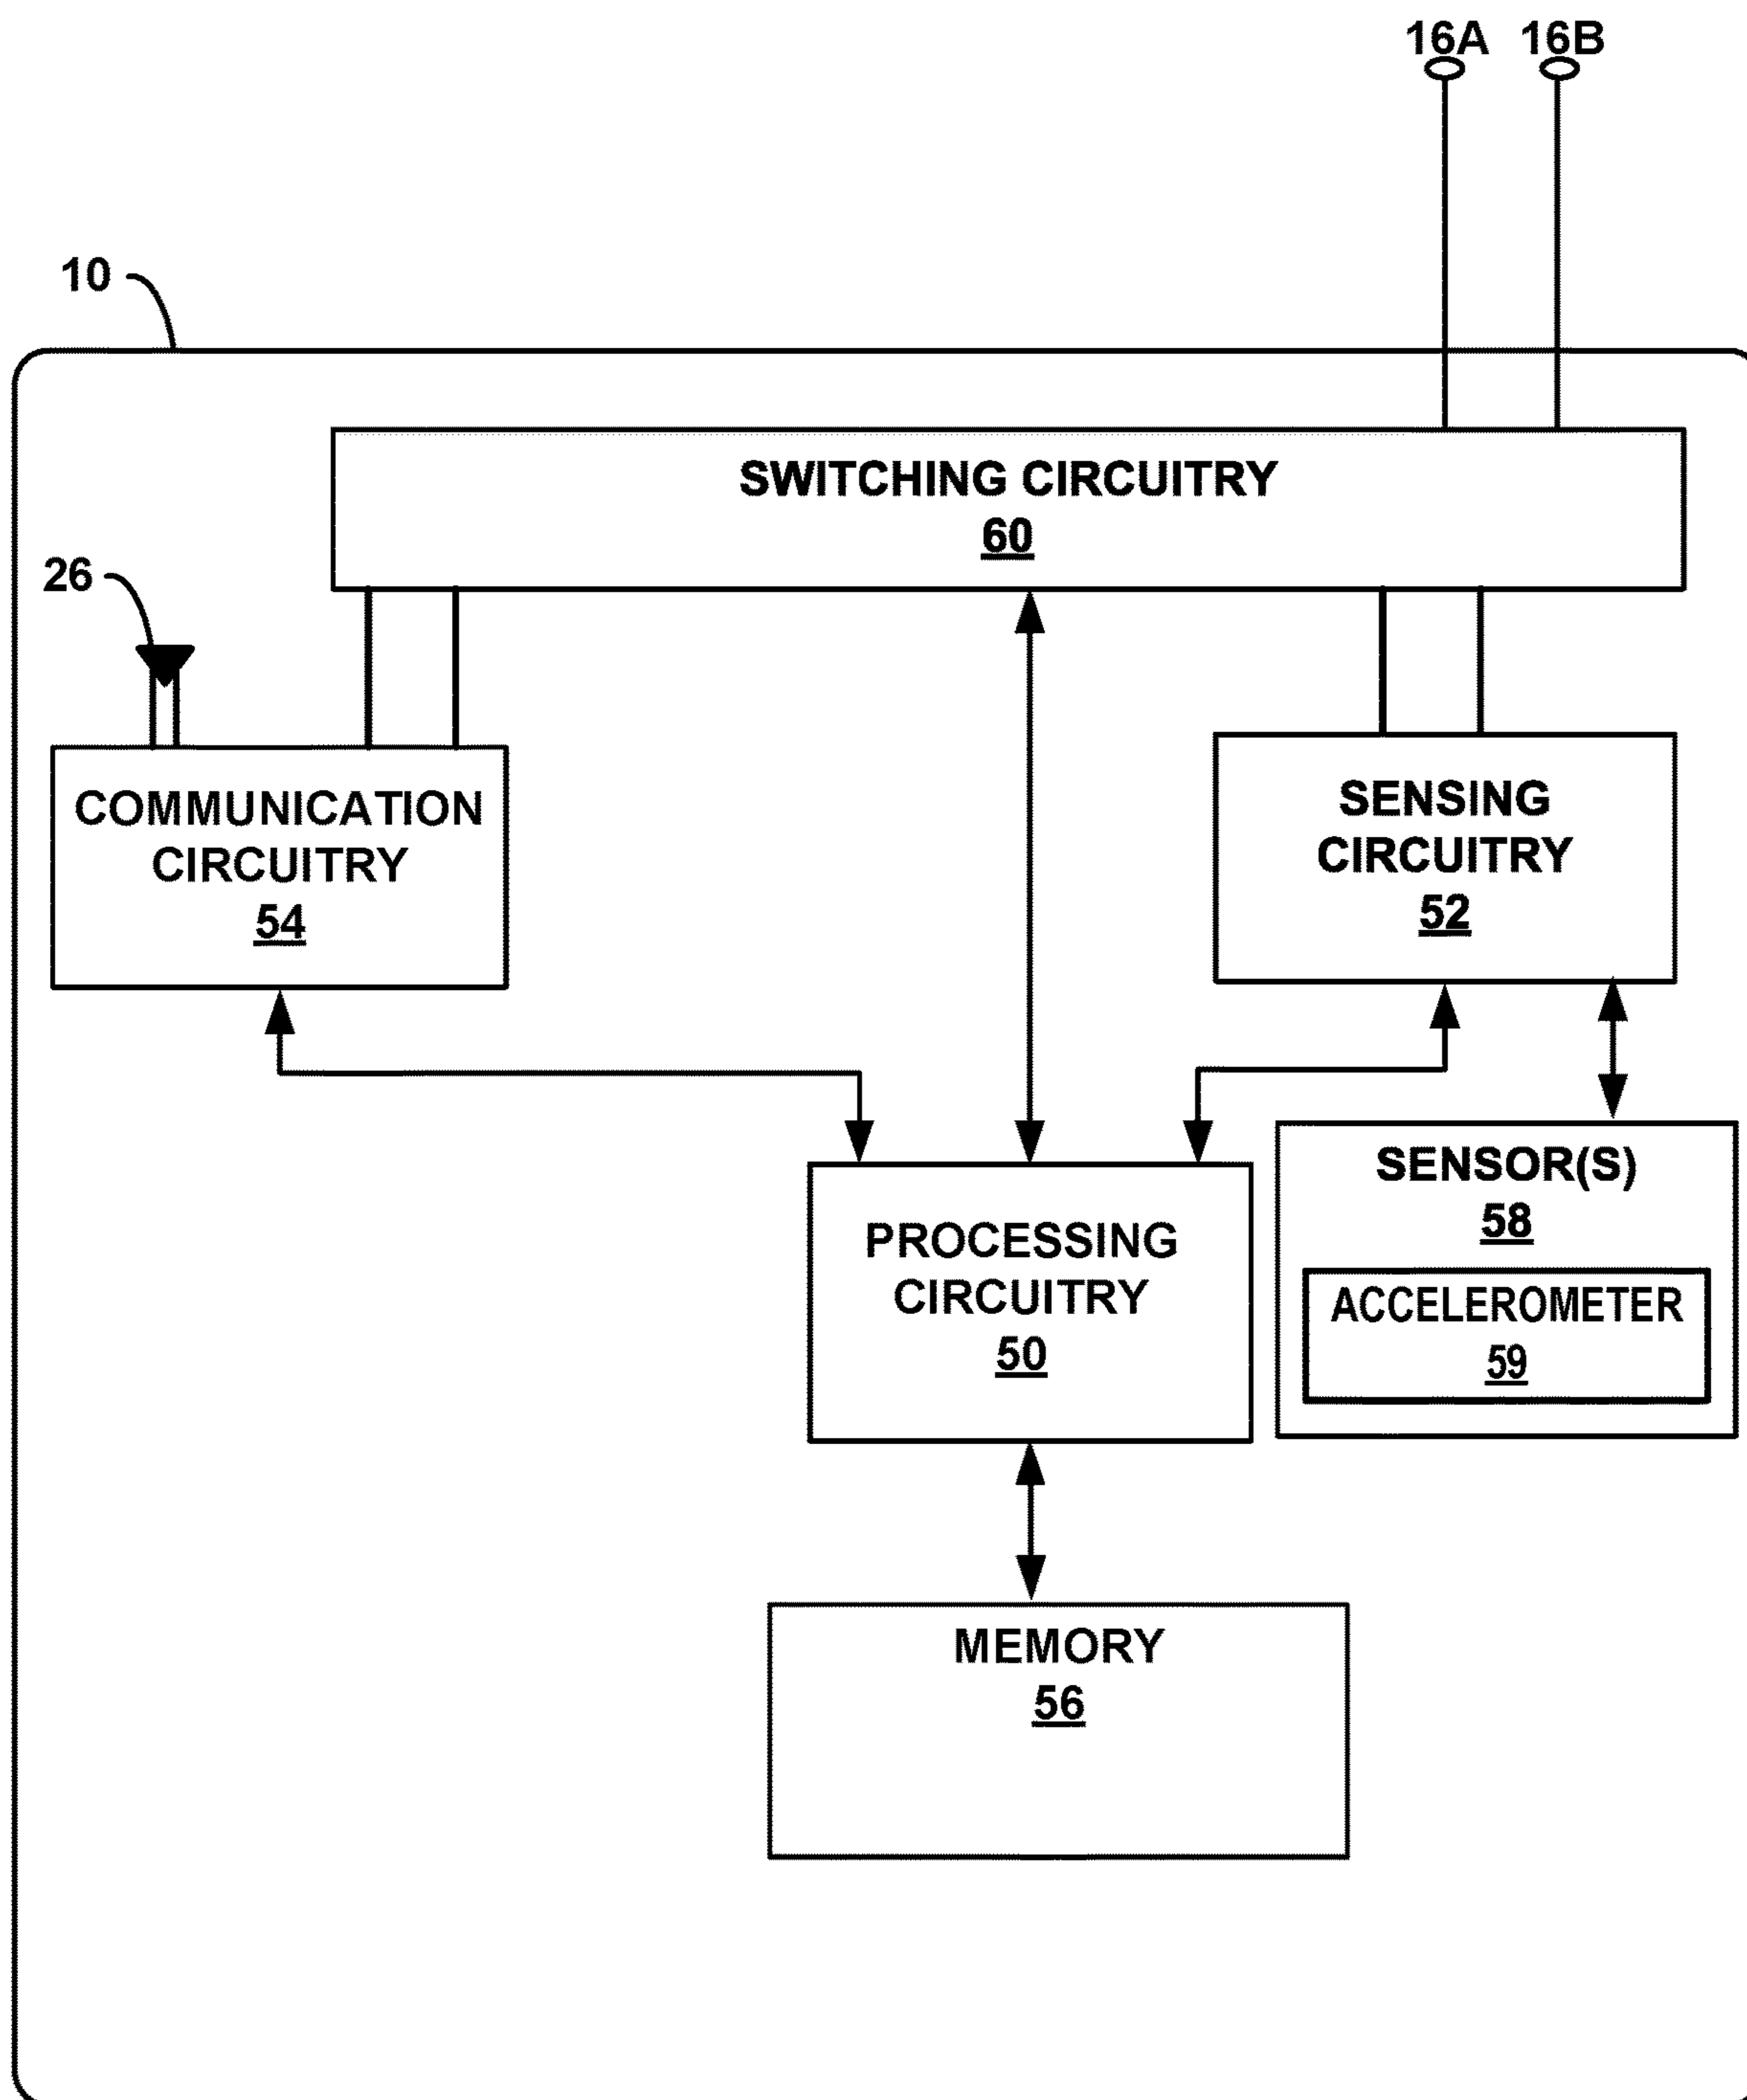 16A 16B
10
SWITCHING CIRCUITRY
60
26
COMMUNICATION
CIRCUITRY
54
SENSING
CIRCUITRY
52
PROCESSING
CIRCUITRY
50
SENSOR(S)
58
ACCELEROMETER
59
MEMORY
56